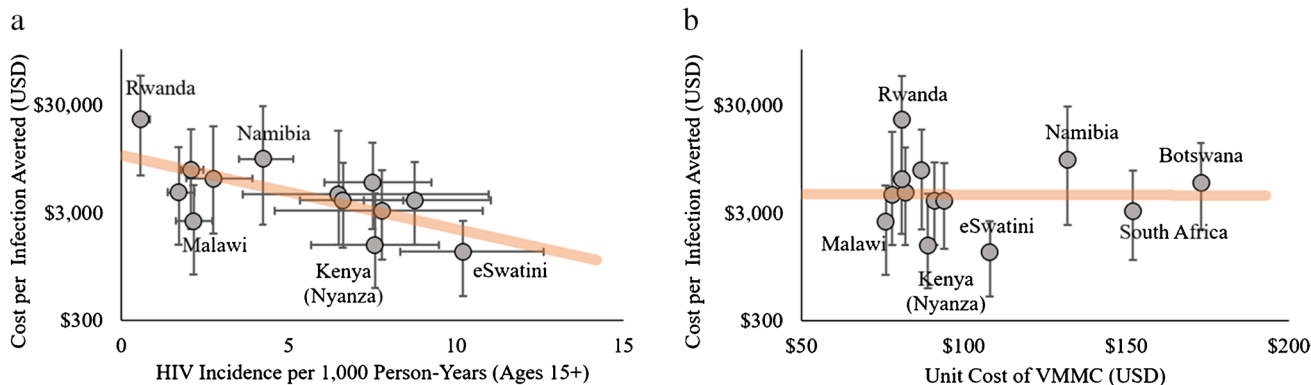 a
Cost per Infection Averted (USD)
$30,000
$3,000
$300
Rwanda
Namibia
Malawi
Kenya
(Nyanza)
eSwatini
0
5
10
15
HIV Incidence per 1,000 Person-Years (Ages 15+)
b
Cost per Infection Averted (USD)
$30,000
$3,000
$300
Rwanda
Namibia
Botswana
Malawi
eSwatini
South Africa
Kenya
(Nyanza)
$50
$100
$150
$200
Unit Cost of VMMC (USD)